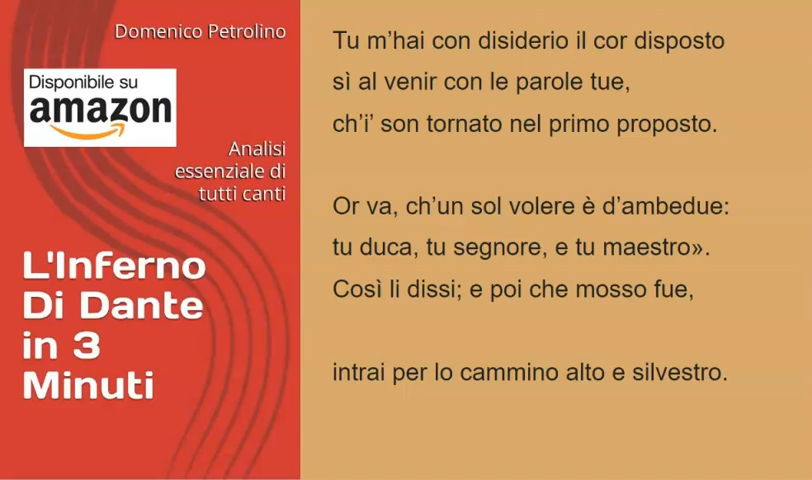 Domenico Petrolino
Disponibile su
amazon
Analisi
essenziale di
tutti canti
L'Inferno
Di Dante
in 3
Minuti
Tu m’hai con disiderio il cor disposto
sì al venir con le parole tue,
ch’i’ son tornato nel primo proposto.
Or va, ch’un sol volere è d’ambedue:
tu duca, tu segnore, e tu maestro».
Così li dissi; e poi che mosso fue,
intrai per lo cammino alto e silvestro.